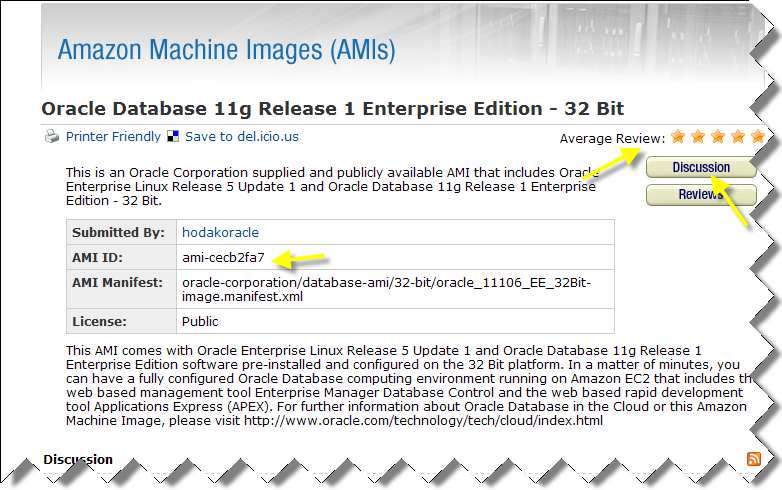 Amazon Machine Images (AMIs)
Oracle Database 11g Release 1 Enterprise Edition - 32 Bit
Printer Friendly Save to del.icio.us
Average Review:
Discussion
Reviews
This is an Oracle Corporation supplied and publicly available AMI that includes Oracle
Enterprise Linux Release 5 Update 1 and Oracle Database 11g Release 1 Enterprise
Edition - 32 Bit.
Submitted By: hodakoracle
AMI ID: ami-cecb2fa7
AMI Manifest: oracle-corporation/database-ami/32-bit/oracle_11106_EE_32Bit-
image.manifest.xml
License: Public
This AMI comes with Oracle Enterprise Linux Release 5 Update 1 and Oracle Database 11g Release 1
Enterprise Edition software pre-installed and configured on the 32 Bit platform. In a matter of minutes, you
can have a fully configured Oracle Database computing environment running on Amazon EC2 that includes the
web based management tool Enterprise Manager Database Control and the web based rapid development
tool Applications Express (APEX). For further information about Oracle Database in the Cloud or this Amazon
Machine Image, please visit http://www.oracle.com/technology/tech/cloud/index.html
Discussion